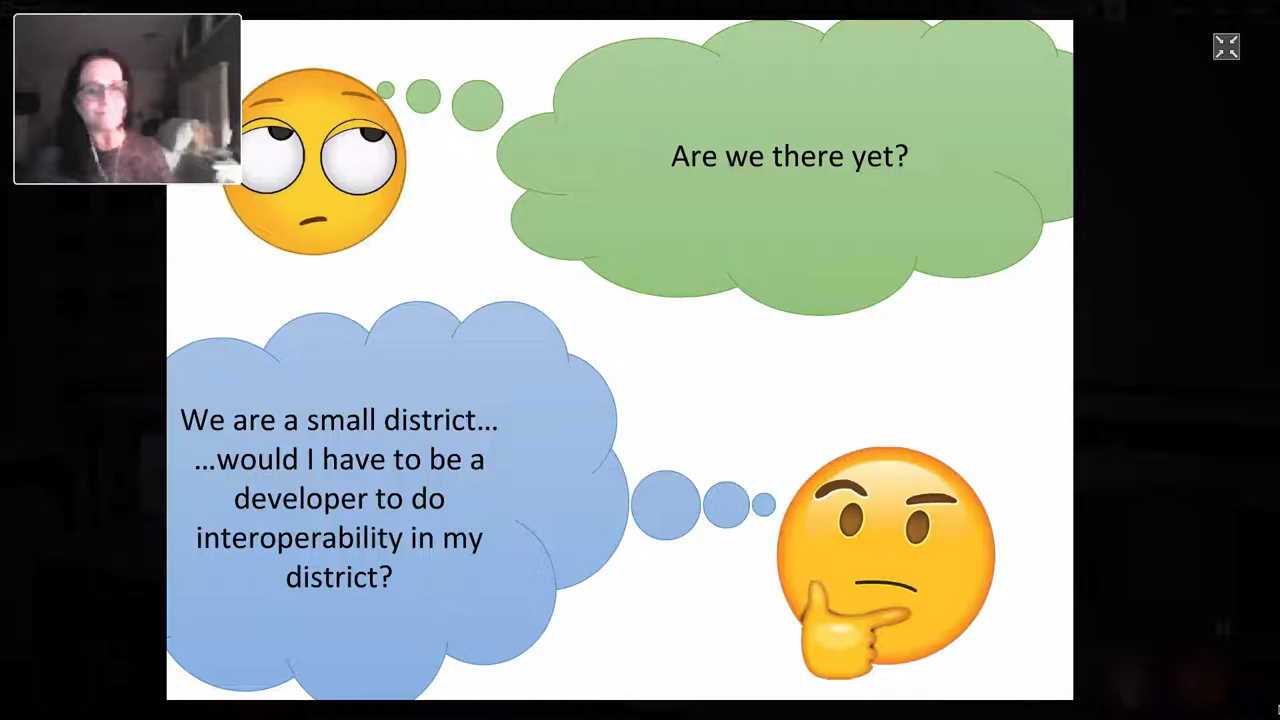 Are we there yet?
We are a small district…
…would I have to be a
developer to do
interoperability in my
district?